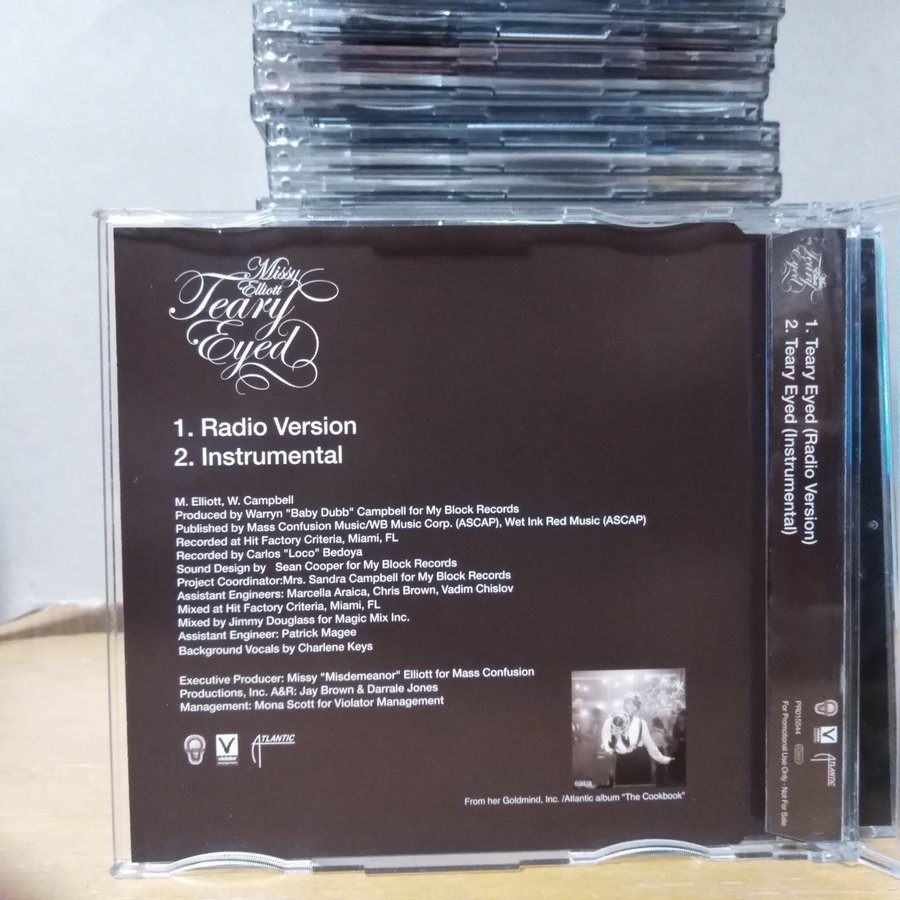 Missy
Elliott
Teary
Eyed
1. Radio Version
2. Instrumental
M. Elliott, W. Campbell
Produced by Warryn "Baby Dubb" Campbell for My Block Records
Published by Mass Confusion Music/WB Music Corp. (ASCAP), Wet Ink Red Music (ASCAP)
Recorded at Hit Factory Criteria, Miami, FL
Recorded by Carlos "Loco" Bedoya
Sound Design by Sean Cooper for My Block Records
Project Coordinator:Mrs. Sandra Campbell for My Block Records
Assistant Engineers: Marcella Araica, Chris Brown, Vadim Chislov
Mixed at Hit Factory Criteria, Miami, FL
Mixed by Jimmy Douglass for Magic Mix Inc.
Assistant Engineer: Patrick Magee
Background Vocals by Charlene Keys
Executive Producer: Missy "Misdemeanor" Elliott for Mass Confusion
Productions, Inc. A&R: Jay Brown & Darrale Jones
Management: Mona Scott for Violator Management
V
violator
ATLANTIC
From her Goldmind, Inc. /Atlantic album "The Cookbook"
Teary
Eyed
1. Teary Eyed (Radio Version)
2. Teary Eyed (Instrumental)
PR015544
For Promotional Use Only - Not For Sale
V
ATLANTIC